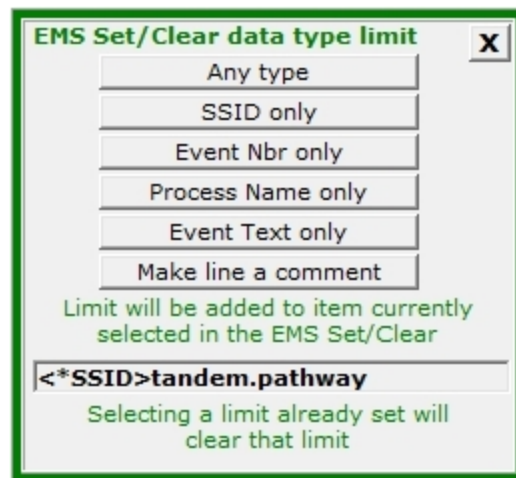 EMS Set/Clear data type limit
X
Any type
SSID only
Event Nbr only
Process Name only
Event Text only
Make line a comment
Limit will be added to item currently
selected in the EMS Set/Clear
<*SSID>tandem.pathway
Selecting a limit already set will
clear that limit